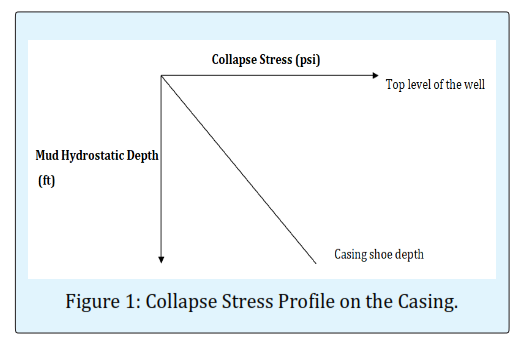 Collapse Stress (psi)
Top level of the well
Mud Hydrostatic Depth
(ft)
Casing shoe depth
Figure 1: Collapse Stress Profile on the Casing.